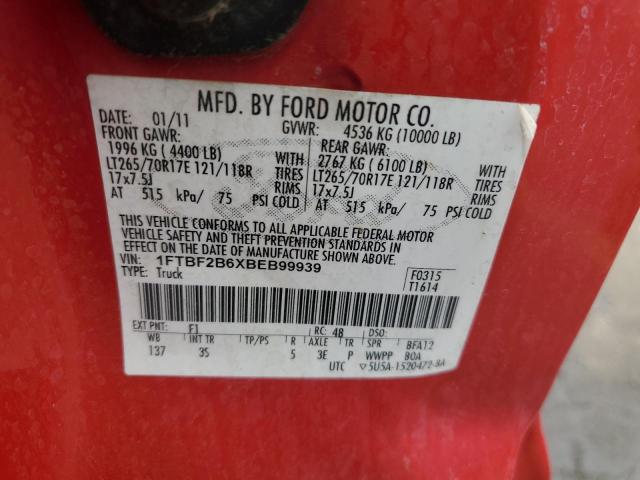 MFD. BY FORD MOTOR CO.
DATE: 01/11 GVWR: 4536 KG (10000 LB)
FRONT GAWR: REAR GAWR:
1996 KG ( 4400 LB) WITH 2767 KG ( 6100 LB) WITH
LT265/70R17E 121/118R TIRES LT265/70R17E 121/118R TIRES
17x7.5J RIMS 17x7.5J RIMS
AT 515 kPa/ 75 PSI COLD AT 515 kPa/ 75 PSI COLD
THIS VEHICLE CONFORMS TO ALL APPLICABLE FEDERAL MOTOR
VEHICLE SAFETY AND THEFT PREVENTION STANDARDS IN
EFFECT ON THE DATE OF MANUFACTURE SHOWN ABOVE.
VIN: 1FTBF2B6XBEB99939 F0315
TYPE: Truck T1614
EXT PNT: F1 RC: 48 DSO:
WB INT TR TP/PS R AXLE TR SPR BFA12
137 3S 5 3E P WWPP BOA
UTC ▽5U5A-1520472-BA